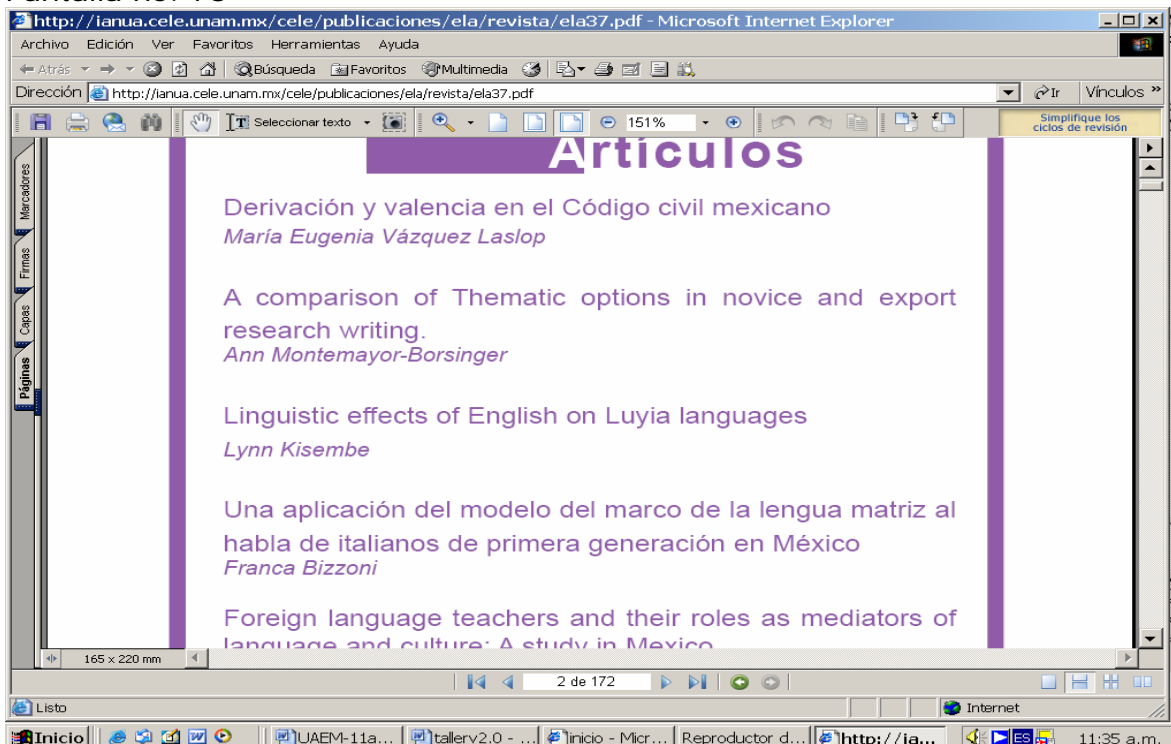 http://ianua.cele.unam.mx/cele/publicaciones/ela/revista/ela37.pdf - Microsoft Internet Explorer
Archivo Edición Ver Favoritos Herramientas Ayuda
Atrás Búsqueda Favoritos Multimedia
Dirección http://ianua.cele.unam.mx/cele/publicaciones/ela/revista/ela37.pdf Ir Vínculos »
Seleccionar texto 151% Simplifique los
ciclos de revisión
Artículos
Derivación y valencia en el Código civil mexicano
María Eugenia Vázquez Laslop
A comparison of Thematic options in novice and export
research writing.
Ann Montemayor-Borsinger
Linguistic effects of English on Luyia languages
Lynn Kisembe
Una aplicación del modelo del marco de la lengua matriz al
habla de italianos de primera generación en México
Franca Bizzoni
Foreign language teachers and their roles as mediators of
language and culture: A study in Mexico
Marcadores
Firmas
Capas
Páginas
165 x 220 mm
2 de 172
Listo Internet
Inicio UAEM-11a... tallerv2.0 - ... inicio - Micr... Reproductor d... http://ia... ES 11:35 a.m.